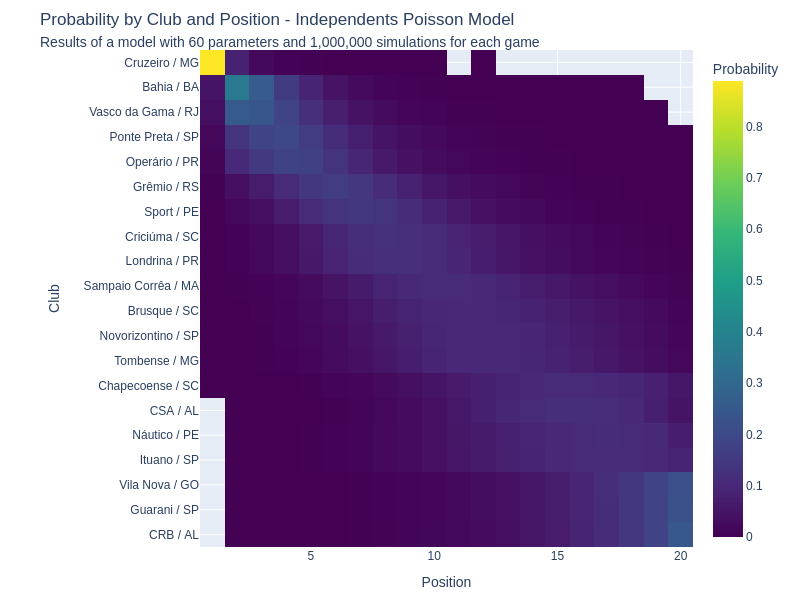 Probability by Club and Position - Independents Poisson Model
Results of a model with 60 parameters and 1,000,000 simulations for each game
Probability
Cruzeiro / MG
Bahia / BA
Vasco da Gama / RJ
Ponte Preta / SP
Operário / PR
Grêmio / RS
Sport / PE
Criciúma / SC
Londrina / PR
Sampaio Corrêa / MA
Brusque / SC
Novorizontino / SP
Tombense / MG
Chapecoense / SC
CSA / AL
Náutico / PE
Ituano / SP
Vila Nova / GO
Guarani / SP
CRB / AL
Club
5
10
15
20
Position
0.8
0.7
0.6
0.5
0.4
0.3
0.2
0.1
0